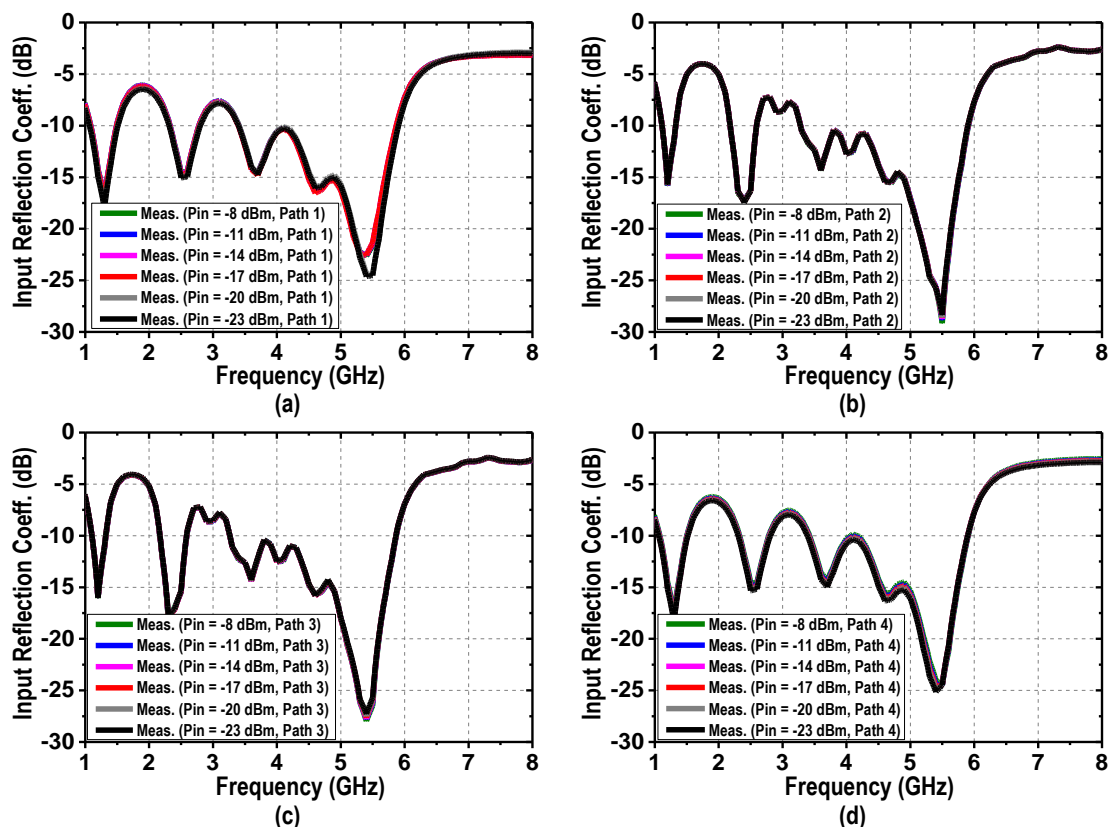 0
-5
-10
-15
-20
-25
-30
Input Reflection Coeff. (dB)
Meas. (Pin = -8 dBm, Path 1)
Meas. (Pin = -11 dBm, Path 1)
Meas. (Pin = -14 dBm, Path 1)
Meas. (Pin = -17 dBm, Path 1)
Meas. (Pin = -20 dBm, Path 1)
Meas. (Pin = -23 dBm, Path 1)
1 2 3 4 5 6 7 8
Frequency (GHz)
(a)
0
-5
-10
-15
-20
-25
-30
Input Reflection Coeff. (dB)
Meas. (Pin = -8 dBm, Path 2)
Meas. (Pin = -11 dBm, Path 2)
Meas. (Pin = -14 dBm, Path 2)
Meas. (Pin = -17 dBm, Path 2)
Meas. (Pin = -20 dBm, Path 2)
Meas. (Pin = -23 dBm, Path 2)
1 2 3 4 5 6 7 8
Frequency (GHz)
(b)
0
-5
-10
-15
-20
-25
-30
Input Reflection Coeff. (dB)
Meas. (Pin = -8 dBm, Path 3)
Meas. (Pin = -11 dBm, Path 3)
Meas. (Pin = -14 dBm, Path 3)
Meas. (Pin = -17 dBm, Path 3)
Meas. (Pin = -20 dBm, Path 3)
Meas. (Pin = -23 dBm, Path 3)
1 2 3 4 5 6 7 8
Frequency (GHz)
(c)
0
-5
-10
-15
-20
-25
-30
Input Reflection Coeff. (dB)
Meas. (Pin = -8 dBm, Path 4)
Meas. (Pin = -11 dBm, Path 4)
Meas. (Pin = -14 dBm, Path 4)
Meas. (Pin = -17 dBm, Path 4)
Meas. (Pin = -20 dBm, Path 4)
Meas. (Pin = -23 dBm, Path 4)
1 2 3 4 5 6 7 8
Frequency (GHz)
(d)